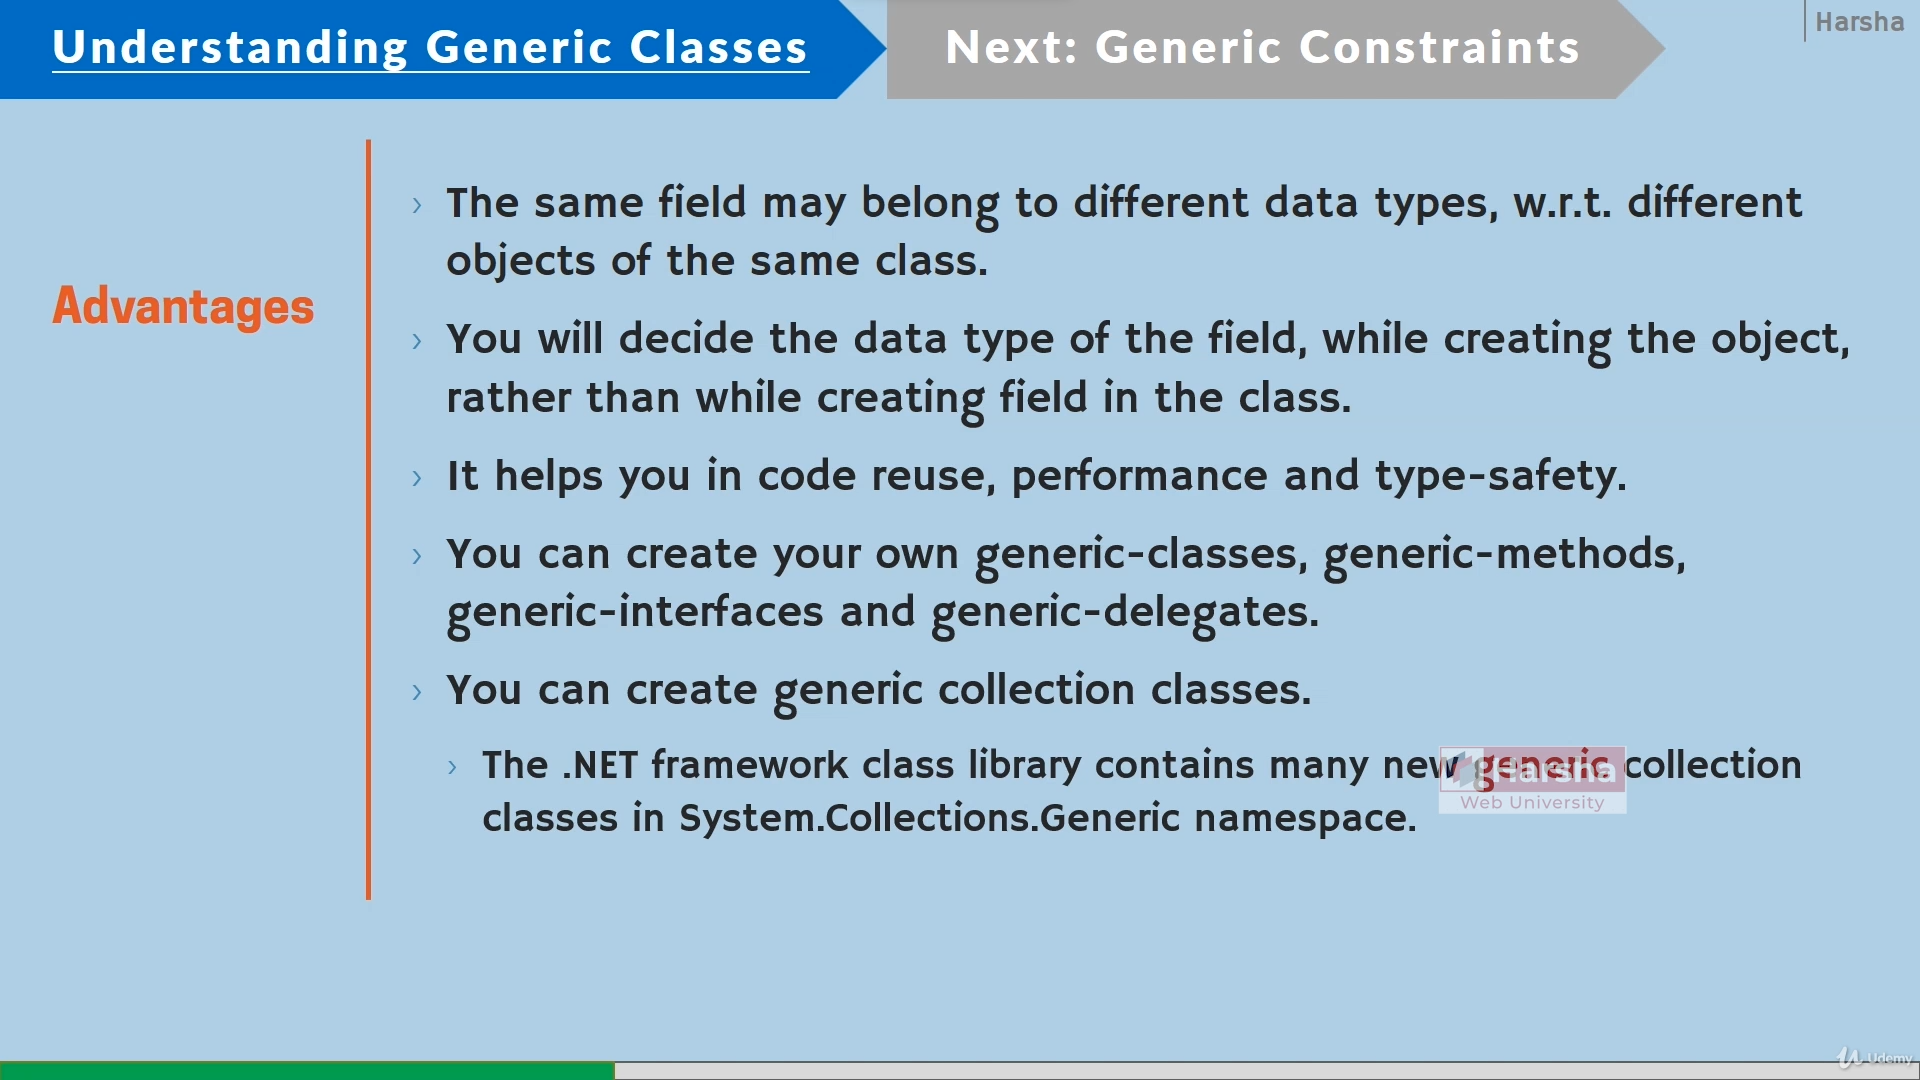 Understanding Generic Classes
Next: Generic Constraints
Harsha
Advantages
› The same field may belong to different data types, w.r.t. different
objects of the same class.
› You will decide the data type of the field, while creating the object,
rather than while creating field in the class.
› It helps you in code reuse, performance and type-safety.
› You can create your own generic-classes, generic-methods,
generic-interfaces and generic-delegates.
› You can create generic collection classes.
› The .NET framework class library contains many new generic collection
classes in System.Collections.Generic namespace.
Harsha
Web University
Udemy